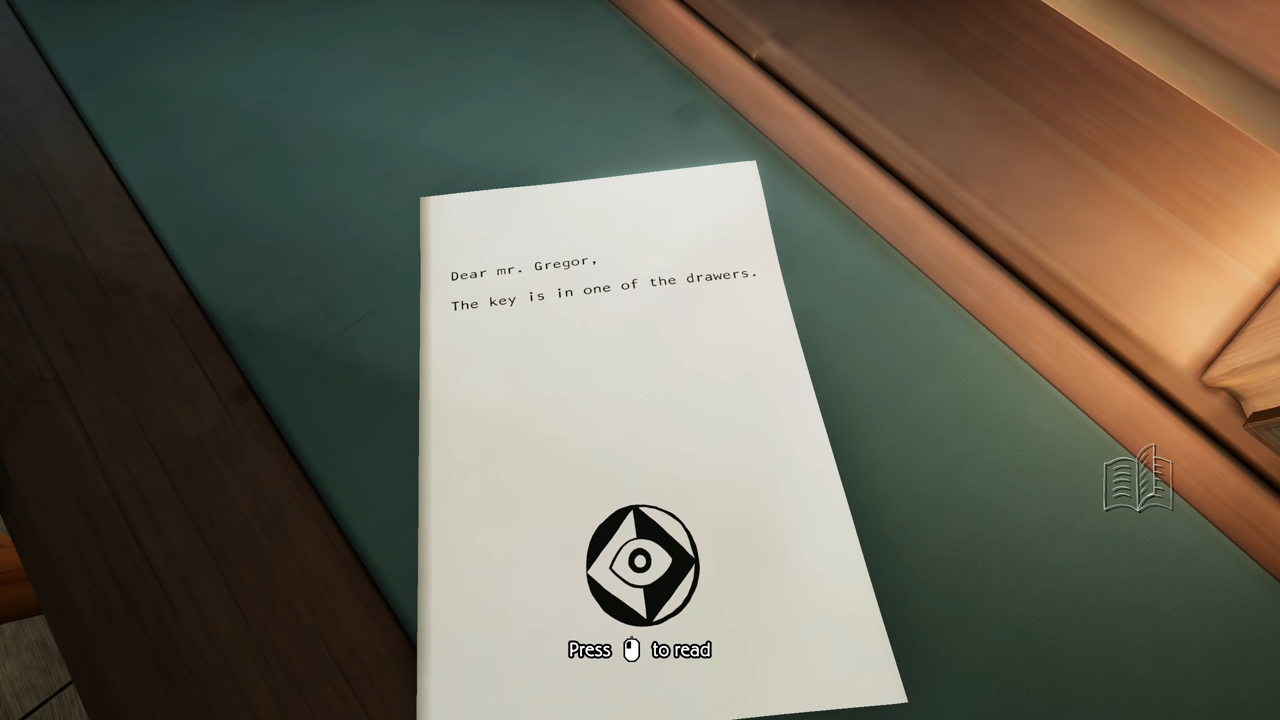 Dear mr. Gregor,
The key is in one of the drawers.
Press to read